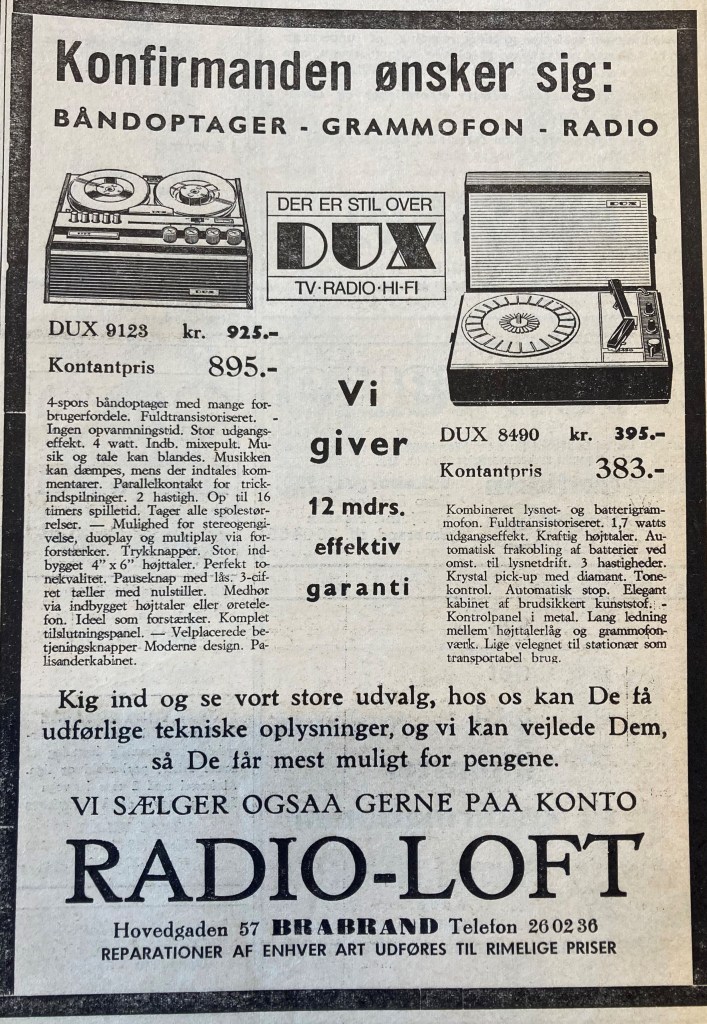 Konfirmanden ønsker sig:
BÅNDOPTAGER - GRAMMOFON - RADIO
DER ER STIL OVER
DUX
TV·RADIO·HI-FI
DUX
DUX
DUX 9123 kr. 925.-
Kontantpris 895.-
4-spors båndoptager med mange for-
brugerfordele. Fuldtransistoriseret. -
Ingen opvarmningstid. Stor udgangs-
effekt. 4 watt. Indb. mixepult. Mu-
sik og tale kan blandes. Musikken
kan dæmpes, mens der indtales kom-
mentarer. Parallelkontakt for trick-
indspilninger. 2 hastigh. Op til 16
timers spilletid. Tager alle spolestør-
relser. — Mulighed for stereogengi-
velse, duoplay og multiplay via for-
forstærker. Trykknapper. Stor ind-
bygget 4" x 6" højttaler. Perfekt to-
nekvalitet. Pauseknap med lås. 3-cif-
ret tæller med nulstiller. Medhør
via indbygget højttaler eller øretele-
fon. Ideel som forstærker. Komplet
tilslutningspanel. — Velplacerede be-
tjeningsknapper Moderne design. Pa-
lisanderkabinet.
Vi
giver
12 mdrs.
effektiv
garanti
DUX 8490 kr. 395.-
Kontantpris 383.-
Kombineret lysnet- og batterigram-
mofon. Fuldtransistoriseret. 1,7 watts
udgangseffekt. Kraftig højttaler. Au-
tomatisk frakobling af batterier ved
omst. til lysnetdrift. 3 hastigheder.
Krystal pick-up med diamant. Tone-
kontrol. Automatisk stop. Elegant
kabinet af brudsikkert kunststof. -
Kontrolpanel i metal. Lang ledning
mellem højttalerlåg og grammofon-
værk. Lige velegnet til stationær som
transportabel brug.
Kig ind og se vort store udvalg, hos os kan De få
udførlige tekniske oplysninger, og vi kan vejlede Dem,
så De får mest muligt for pengene.
VI SÆLGER OGSAA GERNE PAA KONTO
RADIO-LOFT
Hovedgaden 57 BRABRAND Telefon 26 02 36
REPARATIONER AF ENHVER ART UDFØRES TIL RIMELIGE PRISER